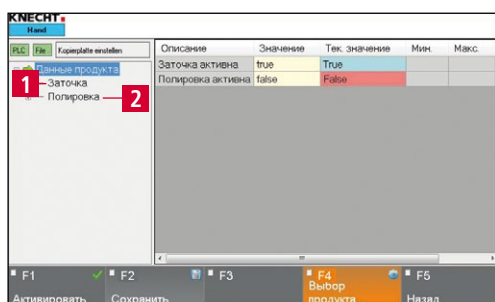 KNECHT
Hand
PLC File Kopierplatte einstellen
Описание Значение Тек. значение Мин. Макс.
Данные продукта
Заточка активна true True
1 Заточка
Полировка активна false False
Полировка 2
F1 F2 F3 F4 F5
Активировать Сохранить Выбор продукта Назад